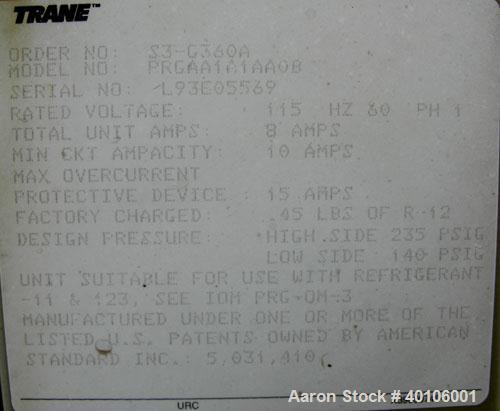 TRANE™
ORDER NO: S3-G360A
MODEL NO: PRGAA1A1AA0B
SERIAL NO: L93E05569
RATED VOLTAGE: 115 HZ 60 PH 1
TOTAL UNIT AMPS: 8 AMPS
MIN CKT AMPACITY: 10 AMPS
MAX OVERCURRENT
PROTECTIVE DEVICE : 15 AMPS
FACTORY CHARGED: .45 LBS OF R-12
DESIGN PRESSURE: HIGH SIDE 235 PSIG
LOW SIDE 140 PSIG
UNIT SUITABLE FOR USE WITH REFRIGERANT
-11 & 123, SEE IOM PRG-OM-3
MANUFACTURED UNDER ONE OR MORE OF THE
LISTED U.S. PATENTS OWNED BY AMERICAN
STANDARD INC.: 5,031,410,
URC
Aaron Stock # 40106001